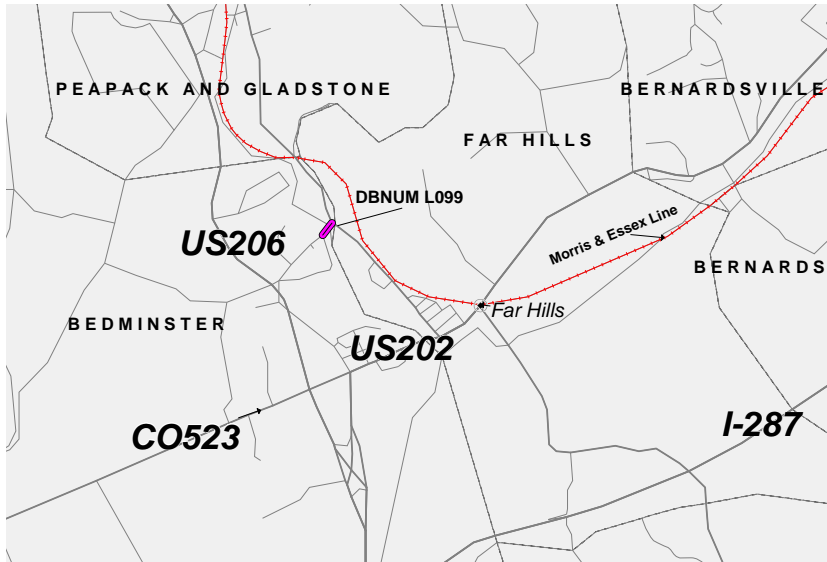 PEAPACK AND GLADSTONE
BERNARDSVILLE
FAR HILLS
DBNUM L099
US206
Morris & Essex Line
BERNARDS
Far Hills
BEDMINSTER
US202
CO523
I-287